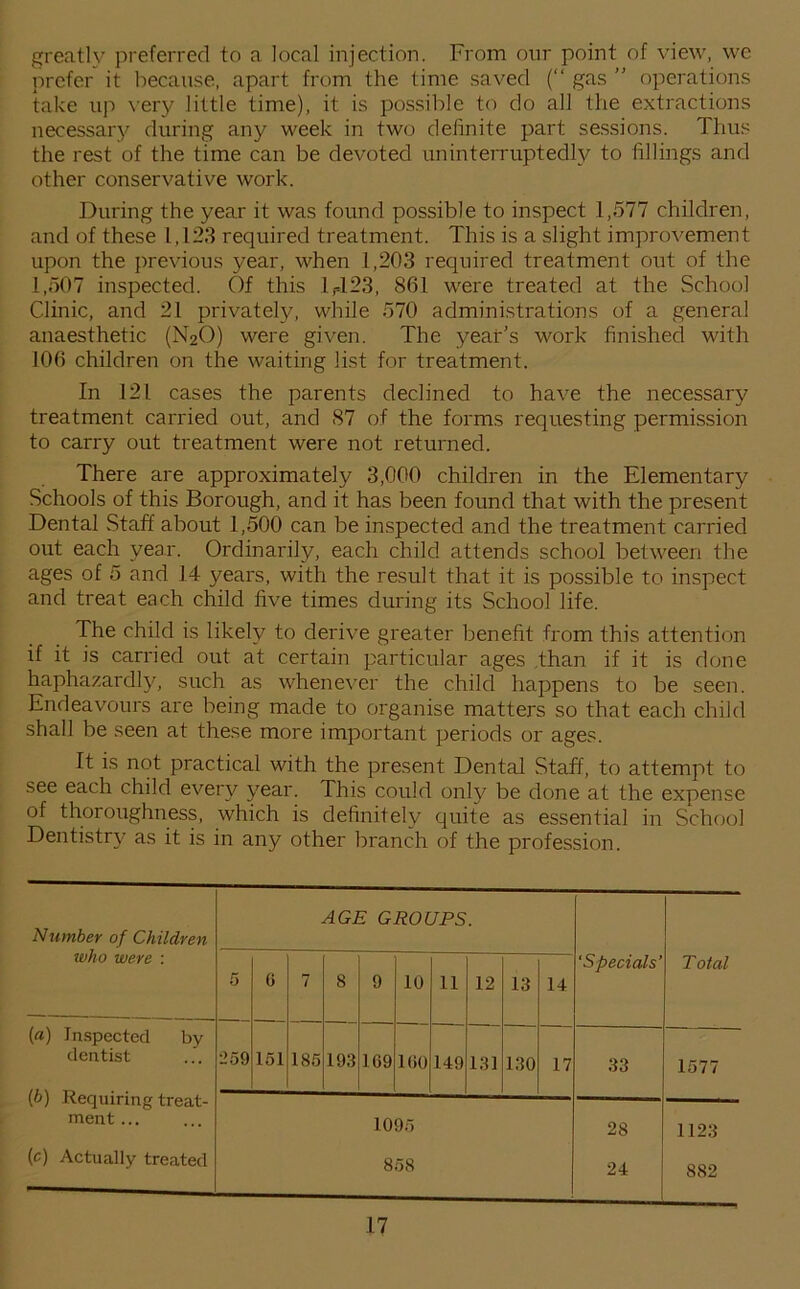 greatly preferred to a local injection. From our point of view, we
prefer it because, apart from the time saved (“ gas ” operations
take up very little time), it is possible to do all the extractions
necessary during any week in two definite part sessions. Thus
the rest of the time can be devoted uninterruptedly to fillings and
other conservative work.
During the year it was found possible to inspect 1,577 children,
and of these 1,123 required treatment. This is a slight improvement
upon the previous year, when 1,203 required treatment out of the
1,507 inspected. Of this 1,123, 861 were treated at the School
Clinic, and 21 privately, while 570 administrations of a general
anaesthetic (N2O) were given. The year’s work finished with
106 children on the waiting list for treatment.
In 121 cases the parents declined to have the necessary
treatment carried out, and 87 of the forms requesting permission
to carry out treatment were not returned.
There are approximately 3,000 children in the Elementary
Schools of this Borough, and it has been found that with the present
Dental Staff about 1,500 can be inspected and the treatment carried
out each year. Ordinarily, each child attends school between the
ages of 5 and 14 years, with the result that it is possible to inspect
and treat each child five times during its School life.
The child is likely to derive greater benefit from this attention
if it is carried out at certain particular ages than if it is done
haphazardly, such as whenever the child happens to be seen.
Endeavours are being made to organise matters so that each child
shall be seen at these more important periods or ages.
It is not practical with the present Dental Staff, to attempt to
see each child every year. This could only be done at the expense
of thoroughness, which is definitely quite as essential in School
Dentistry as it is in any other branch of the profession.
Number of Children who were : AGE GROUPS. ‘Specials’ Total
5 6 7 8 9 10 11 12 13 14
(a) Inspected by dentist ... 259 151 185 193 169 160 149 131 130 17 33 1577
(b) Requiring treatment ... ... 1095 28 1123
(c) Actually treated 858 24 882
17